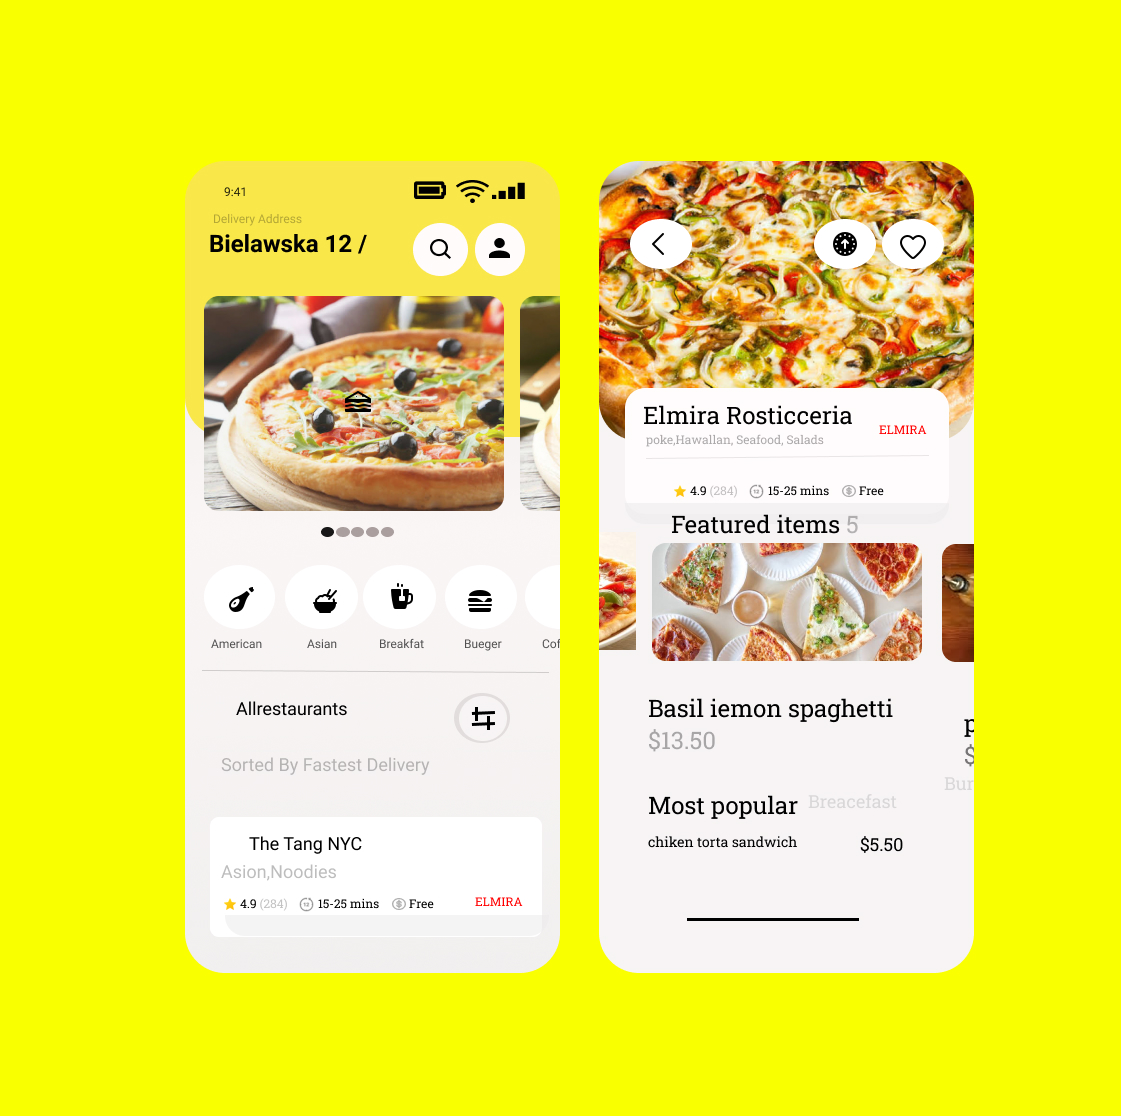 9:41
Delivery Address
Bielawska 12 /
American
Asian
Breakfat
Bueger
Cof
Allrestaurants
Sorted By Fastest Delivery
The Tang NYC
Asion,Noodies
4.9 (284) 15-25 mins Free
ELMIRA
Elmira Rosticceria
poke,Hawallan, Seafood, Salads
ELMIRA
4.9 (284) 15-25 mins Free
Featured items 5
Basil iemon spaghetti
$13.50
p
$
Bur
Most popular Breacefast
chiken torta sandwich
$5.50